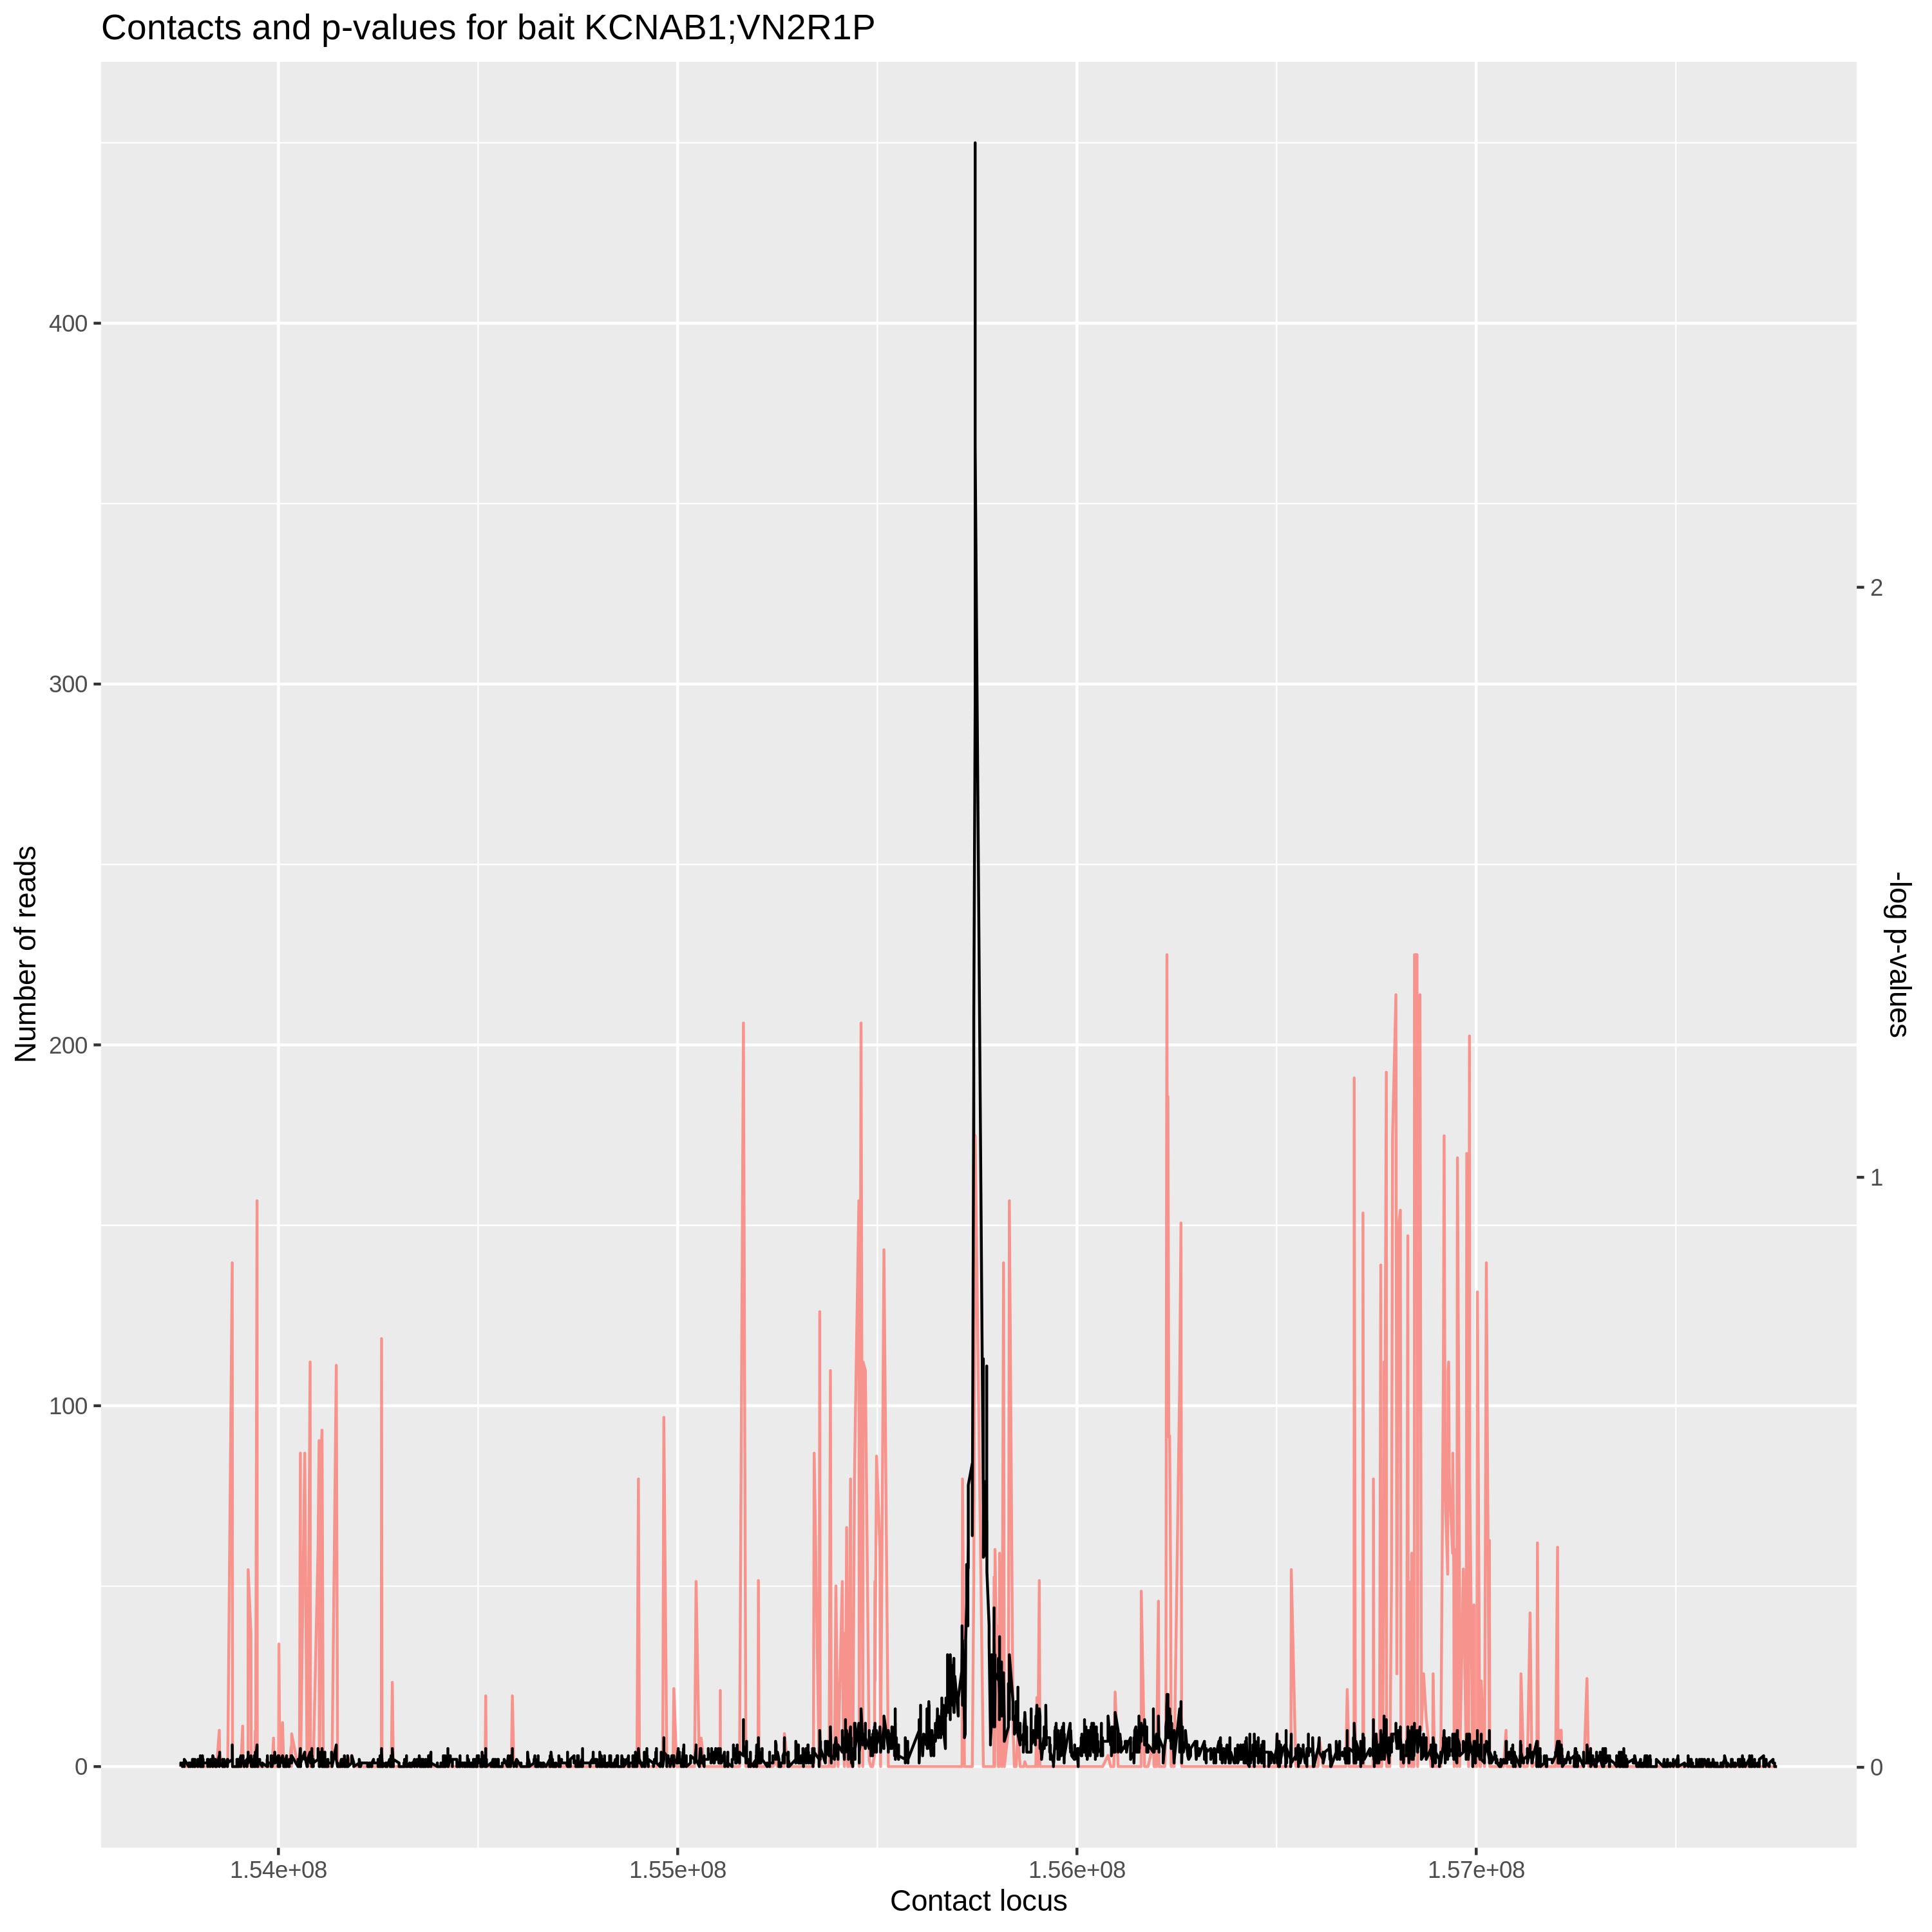 Contacts and p-values for bait KCNAB1;VN2R1P
Number of reads
400
300
200
100
0
2
1
0
-log p-values
1.54e+08
1.55e+08
1.56e+08
1.57e+08
Contact locus